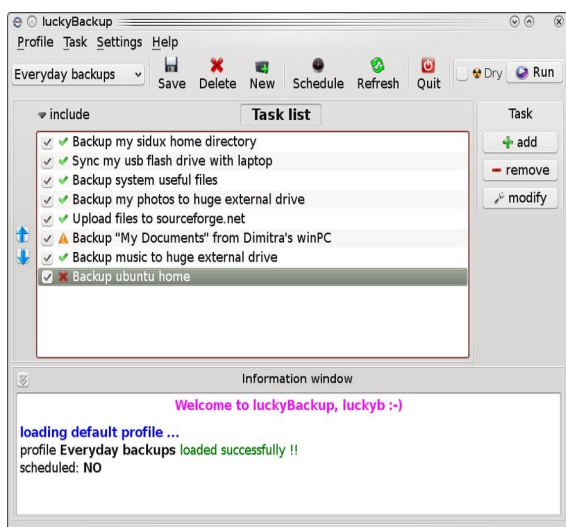 luckyBackup
Profile Task Settings Help
Everyday backups Save Delete New Schedule Refresh Quit Dry Run
include Task list Task
Backup my sidux home directory
Sync my usb flash drive with laptop
Backup system useful files
Backup my photos to huge external drive
Upload files to sourceforge.net
Backup "My Documents" from Dimitra's winPC
Backup music to huge external drive
Backup ubuntu home
add
remove
modify
Information window
Welcome to luckyBackup, luckyb :-)
loading default profile ...
profile Everyday backups loaded successfully !!
scheduled: NO